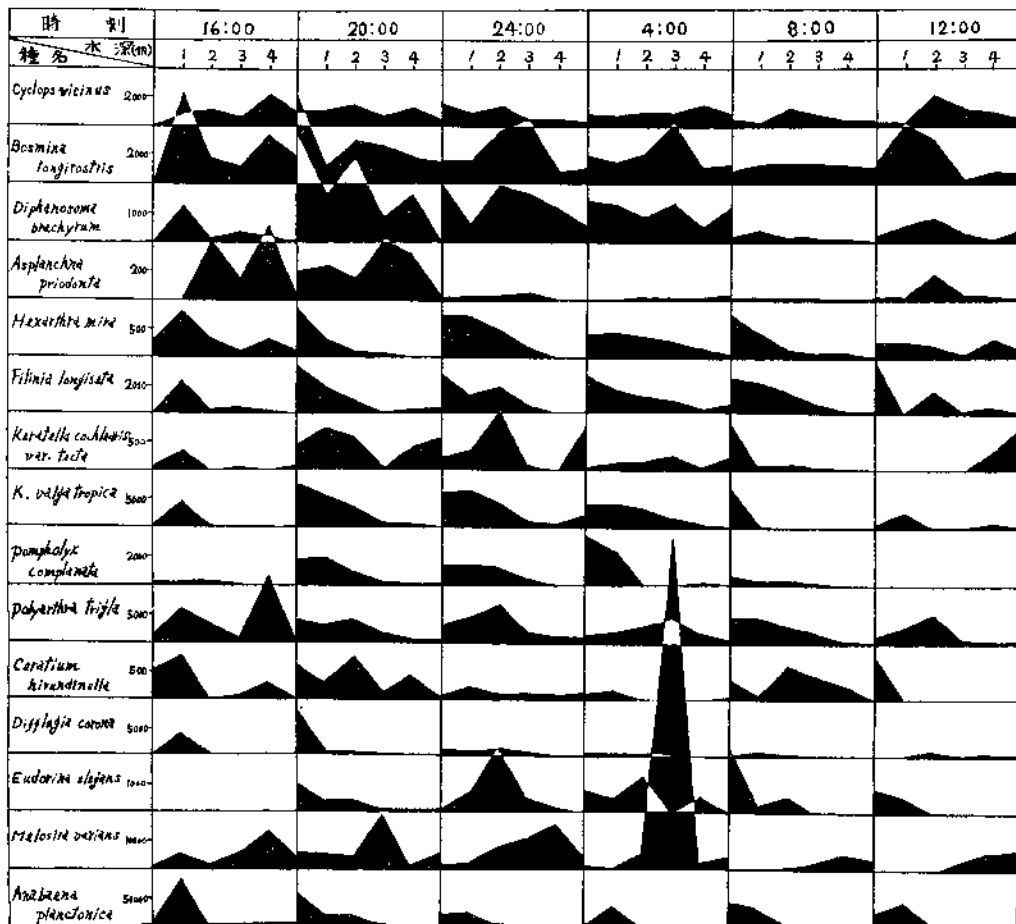 時刻 16:00 20:00 24:00 4:00 8:00 12:00
種名 水深(m) 1 2 3 4 1 2 3 4 1 2 3 4 1 2 3 4 1 2 3 4 1 2 3 4
Cyclops vicinus 2000
Bosmina 2000
longirostris
Diphanosoma 1000
brachyrum
Asplanchna 200
priodonta
Hexarthra mira 500
Filinia longiseta 2000
Keratella cochlearis 500
var. tecta
K. valga tropica 5000
Pompholyx 2000
complanata
Polyarthra trigla 5000
Ceratium 500
hirundinella
Difflugia corona 5000
Eudorina elegans 1000
Melosira varians
Anabaena
planctonica